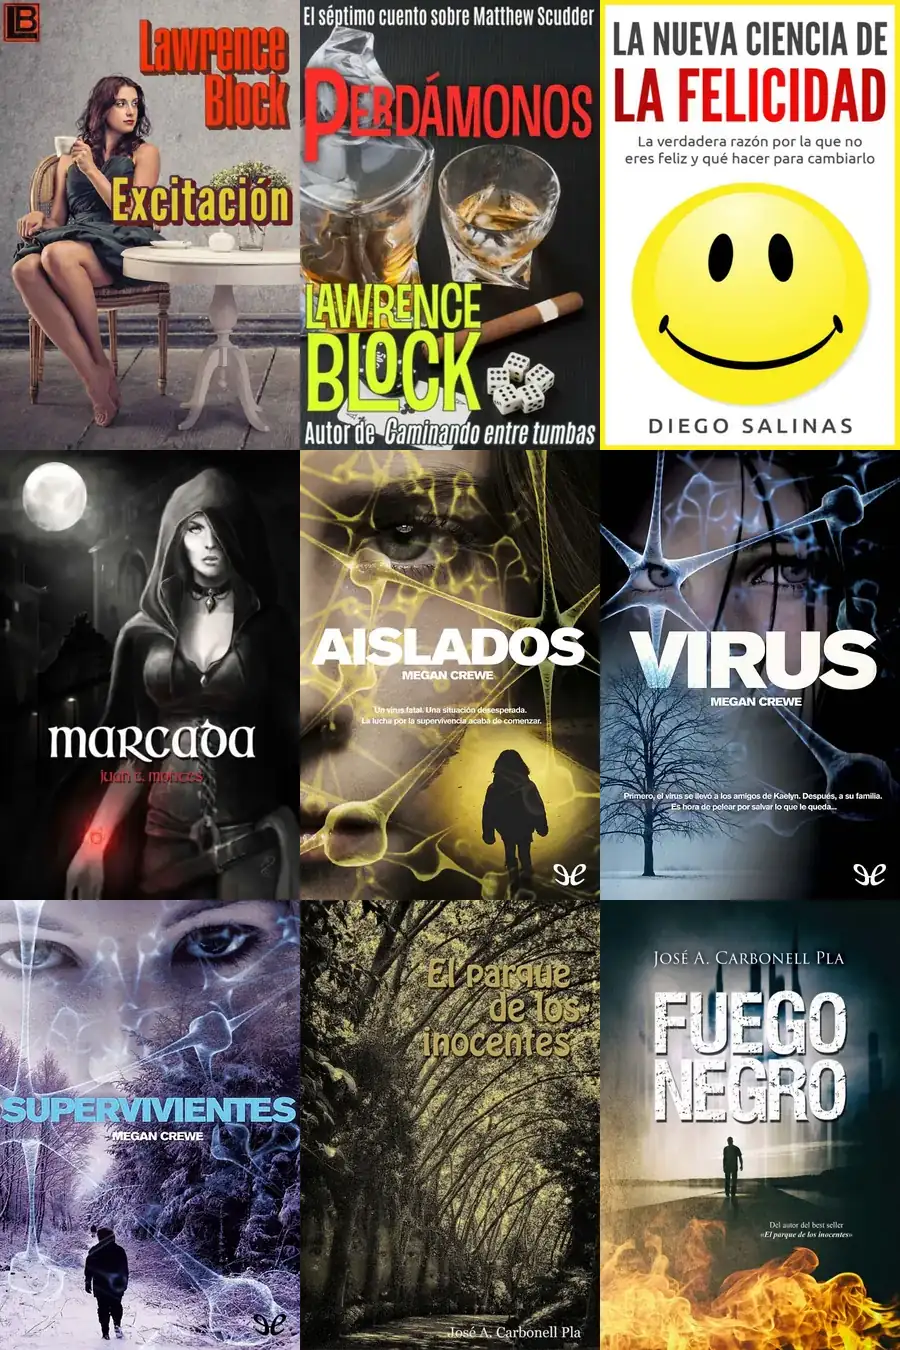 LB
Lawrence
Block
Excitación
El séptimo cuento sobre Matthew Scudder
PERDÁMONOS
LAWRENCE
BLOCK
Autor de Caminando entre tumbas
LA NUEVA CIENCIA DE
LA FELICIDAD
La verdadera razón por la que no
eres feliz y qué hacer para cambiarlo
DIEGO SALINAS
marcada
Juan C. Montes
AISLADOS
MEGAN CREWE
Un virus fatal. Una situación desesperada.
La lucha por la supervivencia acaba de comenzar.
VIRUS
MEGAN CREWE
Primero, el virus se llevó a los amigos de Kaelyn. Después, a su familia.
Es hora de pelear por salvar lo que le queda...
SUPERVIVIENTES
MEGAN CREWE
El parque
de los
inocentes
José A. Carbonell Pla
JOSÉ A. CARBONELL PLA
FUEGO
NEGRO
Del autor del best seller
«El parque de los inocentes»